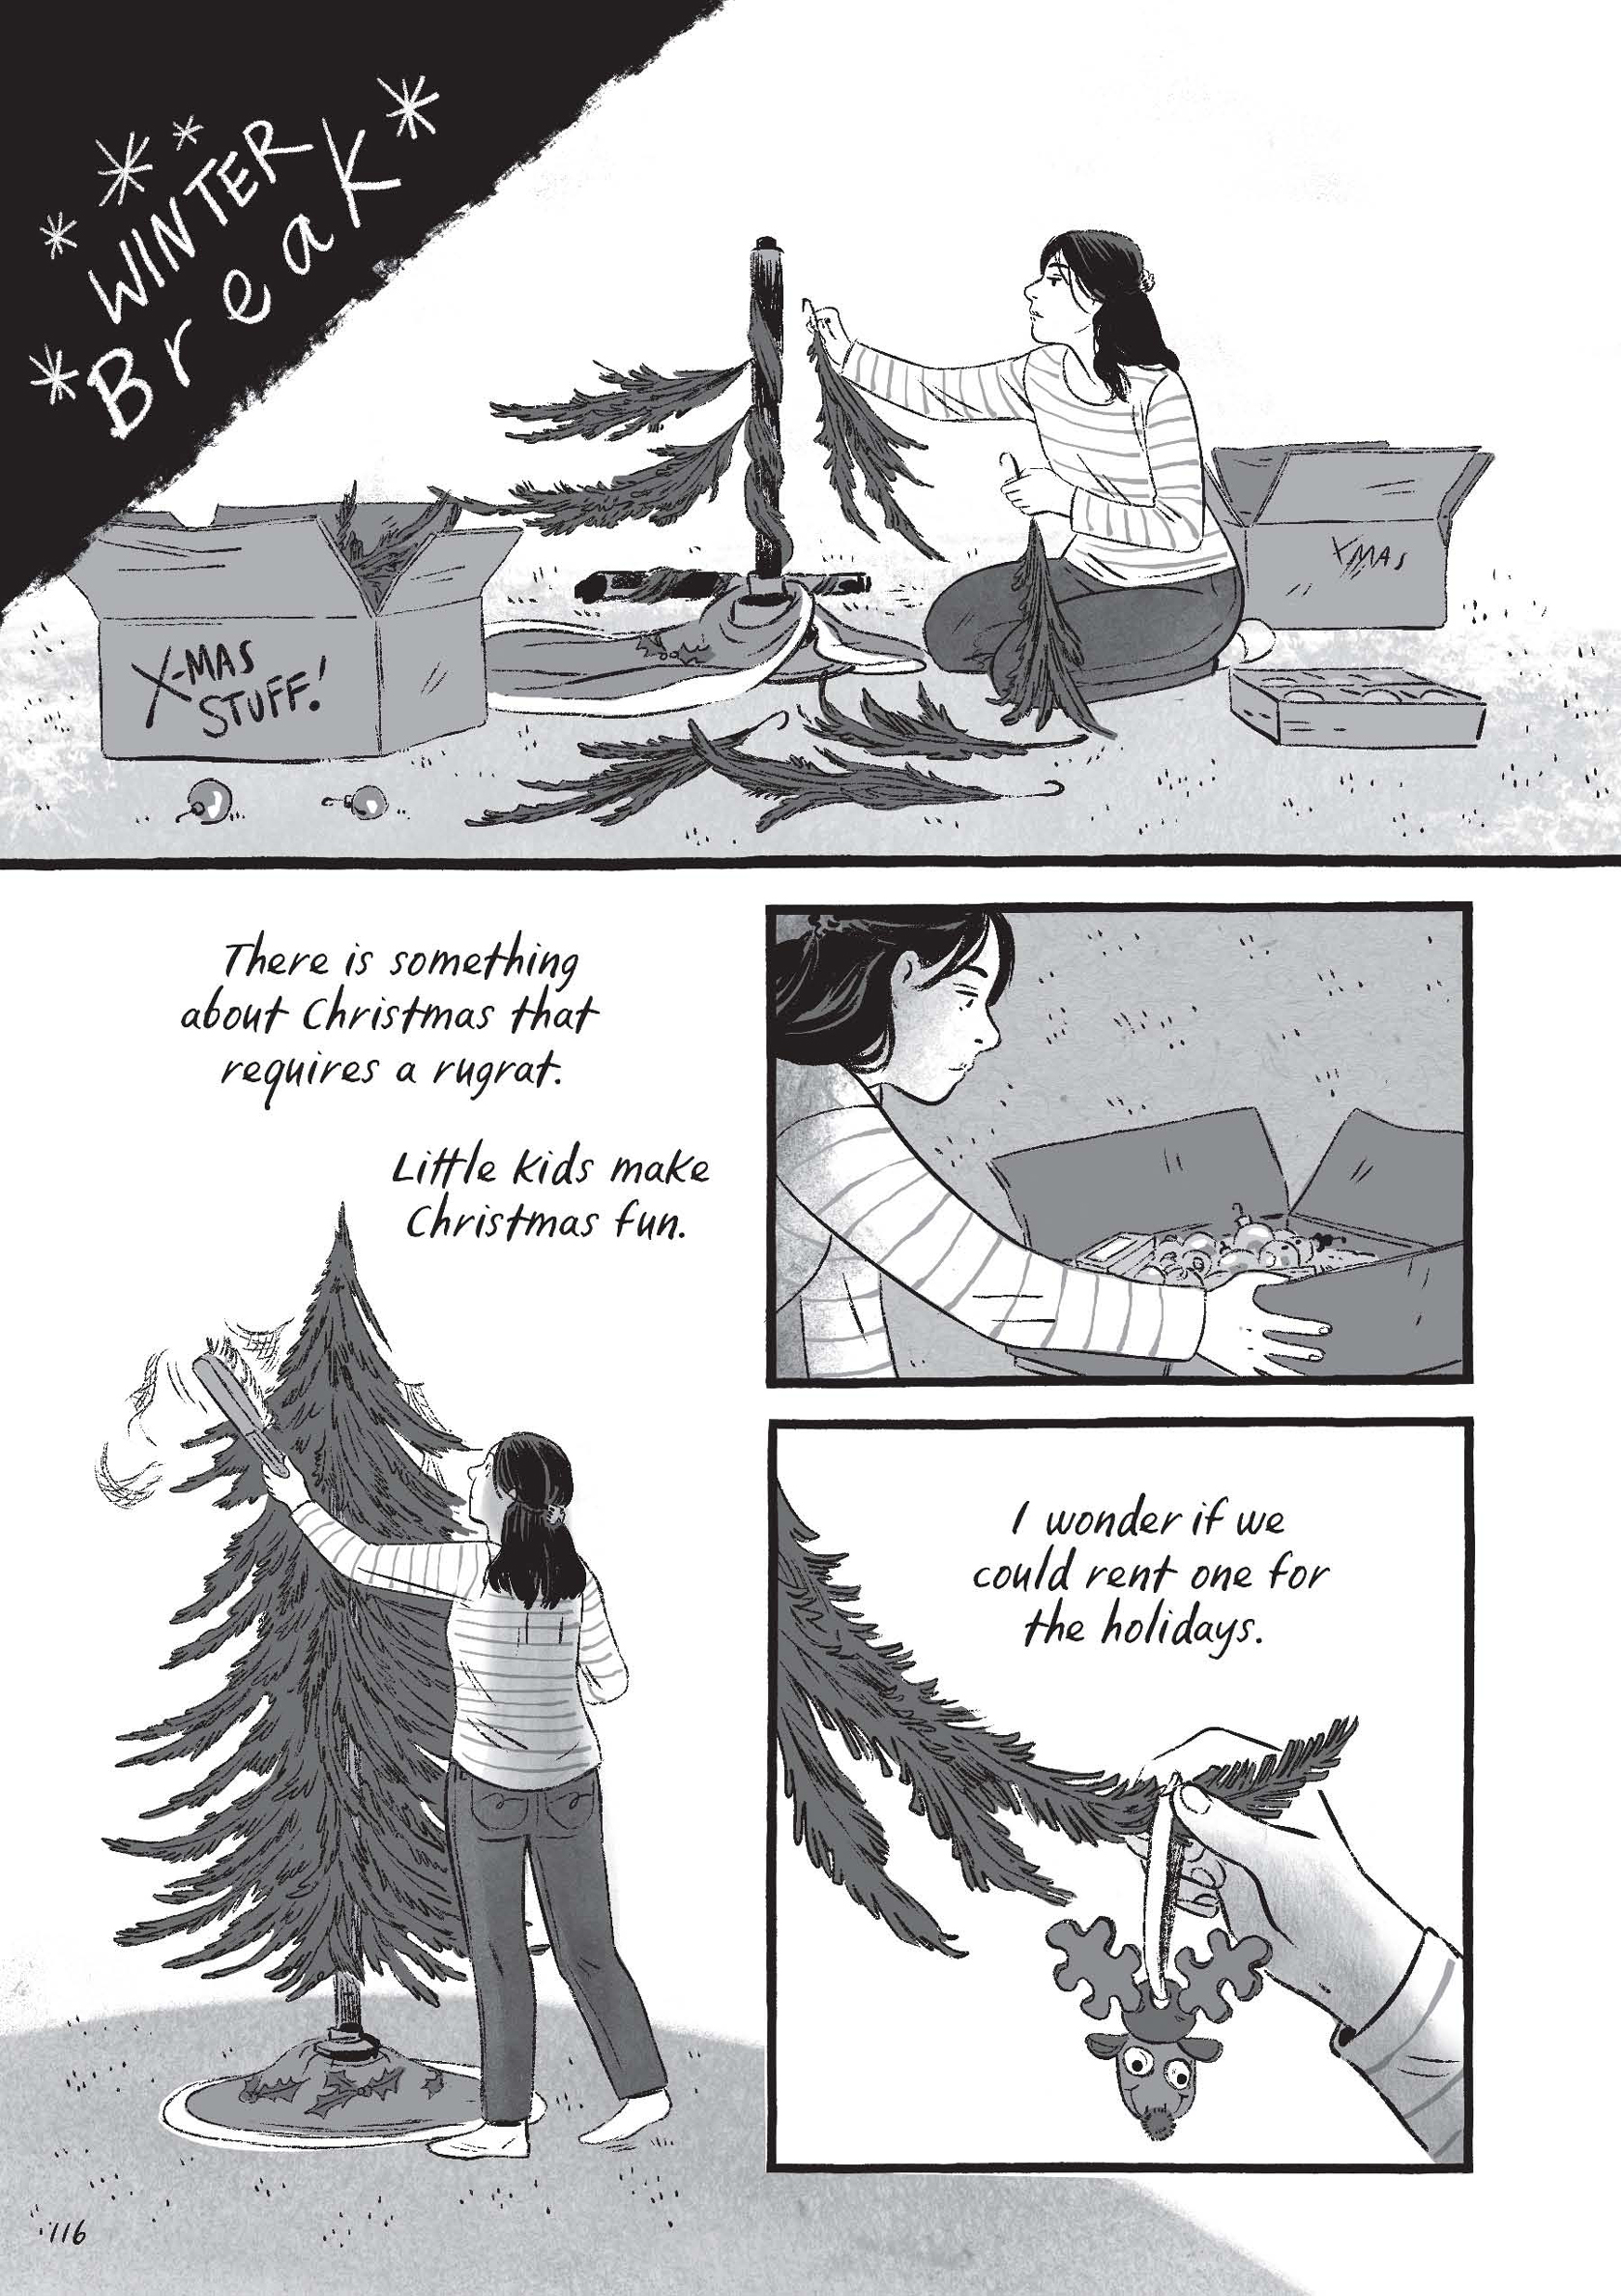 WINTER
Break
X-MAS
STUFF!
XMAS
There is something
about Christmas that
requires a rugrat.
Little kids make
Christmas fun.
I wonder if we
could rent one for
the holidays.
116